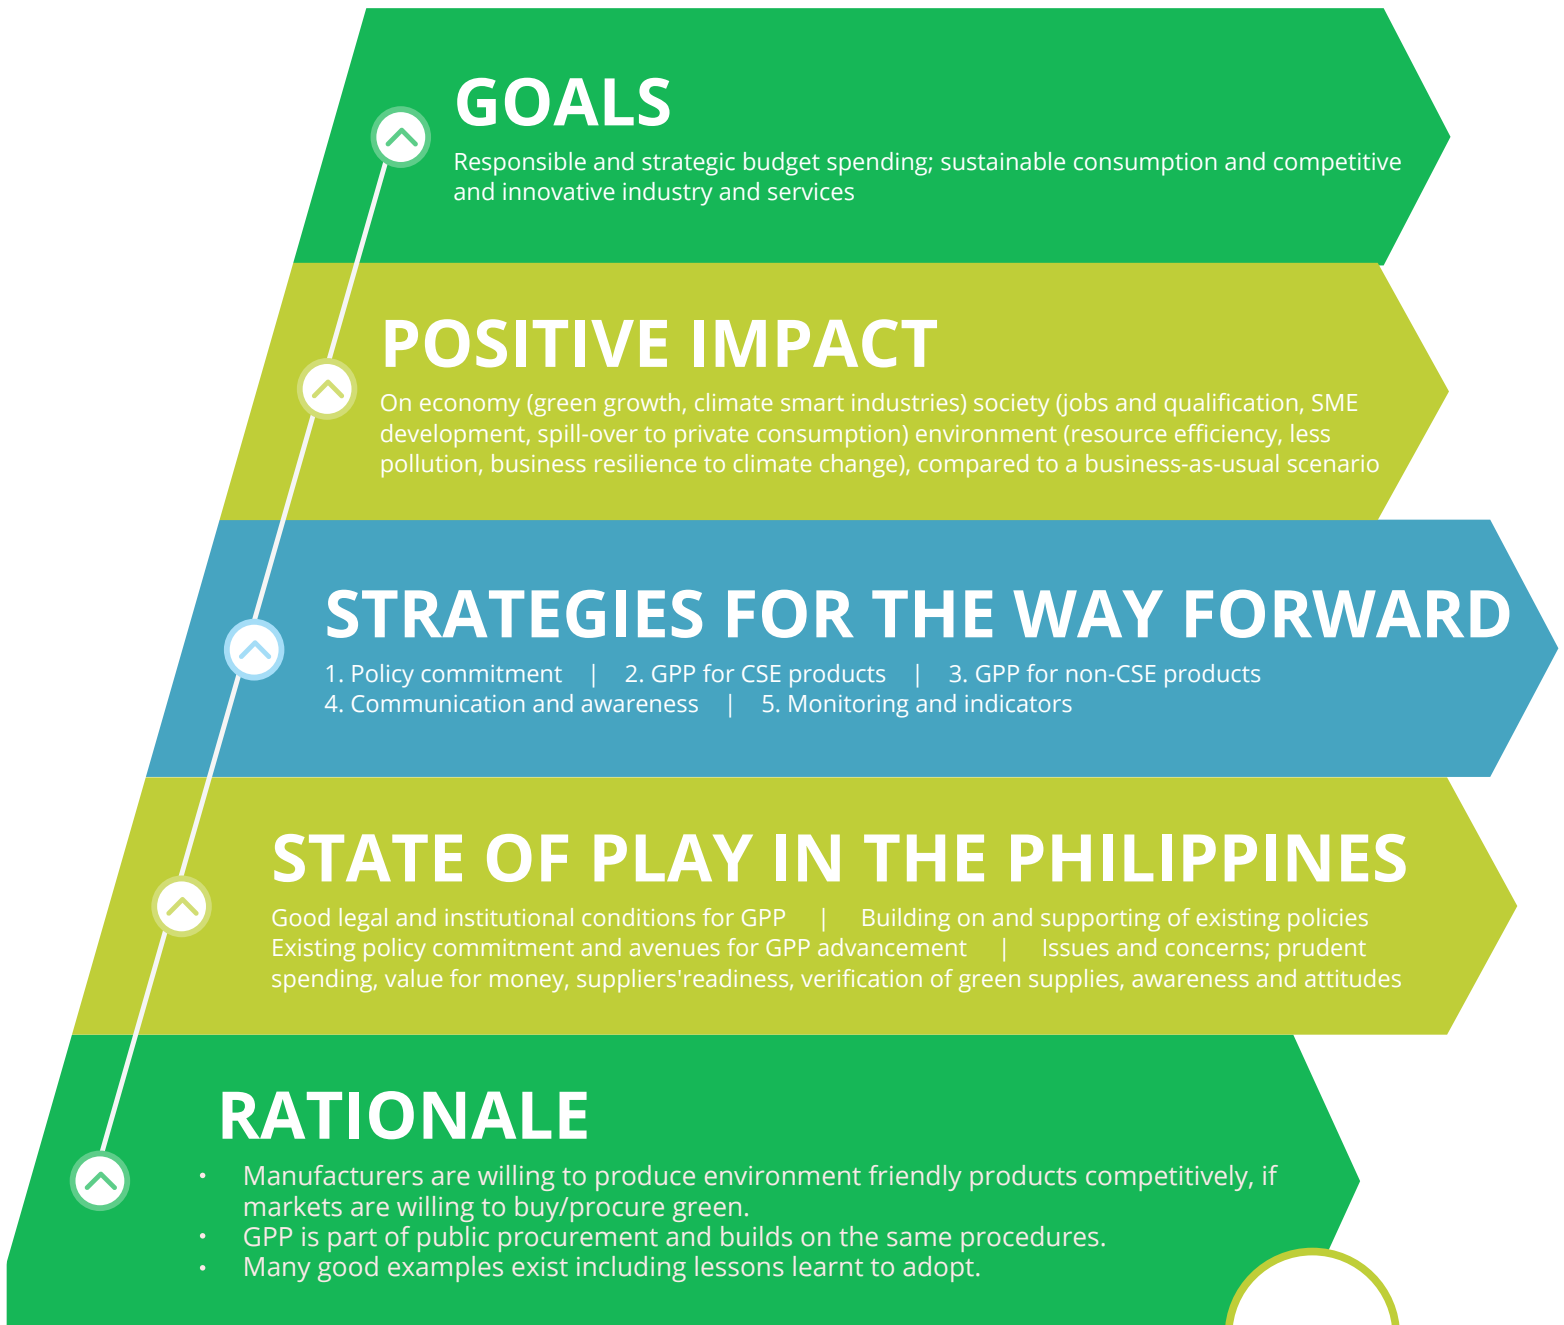 GOALS
Responsible and strategic budget spending; sustainable consumption and competitive
and innovative industry and services
POSITIVE IMPACT
On economy (green growth, climate smart industries) society (jobs and qualification, SME
development, spill-over to private consumption) environment (resource efficiency, less
pollution, business resilience to climate change), compared to a business-as-usual scenario
STRATEGIES FOR THE WAY FORWARD
1. Policy commitment | 2. GPP for CSE products | 3. GPP for non-CSE products
4. Communication and awareness | 5. Monitoring and indicators
STATE OF PLAY IN THE PHILIPPINES
Good legal and institutional conditions for GPP | Building on and supporting of existing policies
Existing policy commitment and avenues for GPP advancement | Issues and concerns; prudent
spending, value for money, suppliers'readiness, verification of green supplies, awareness and attitudes
RATIONALE
• Manufacturers are willing to produce environment friendly products competitively, if
markets are willing to buy/procure green.
• GPP is part of public procurement and builds on the same procedures.
• Many good examples exist including lessons learnt to adopt.